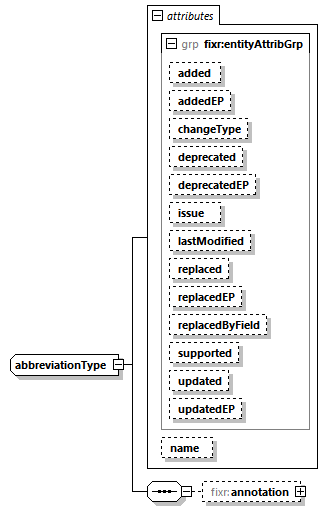 attributes
grp fixr:entityAttribGrp
added
addedEP
changeType
deprecated
deprecatedEP
issue
lastModified
replaced
replacedEP
replacedByField
supported
updated
updatedEP
abbreviationType
name
fixr:annotation